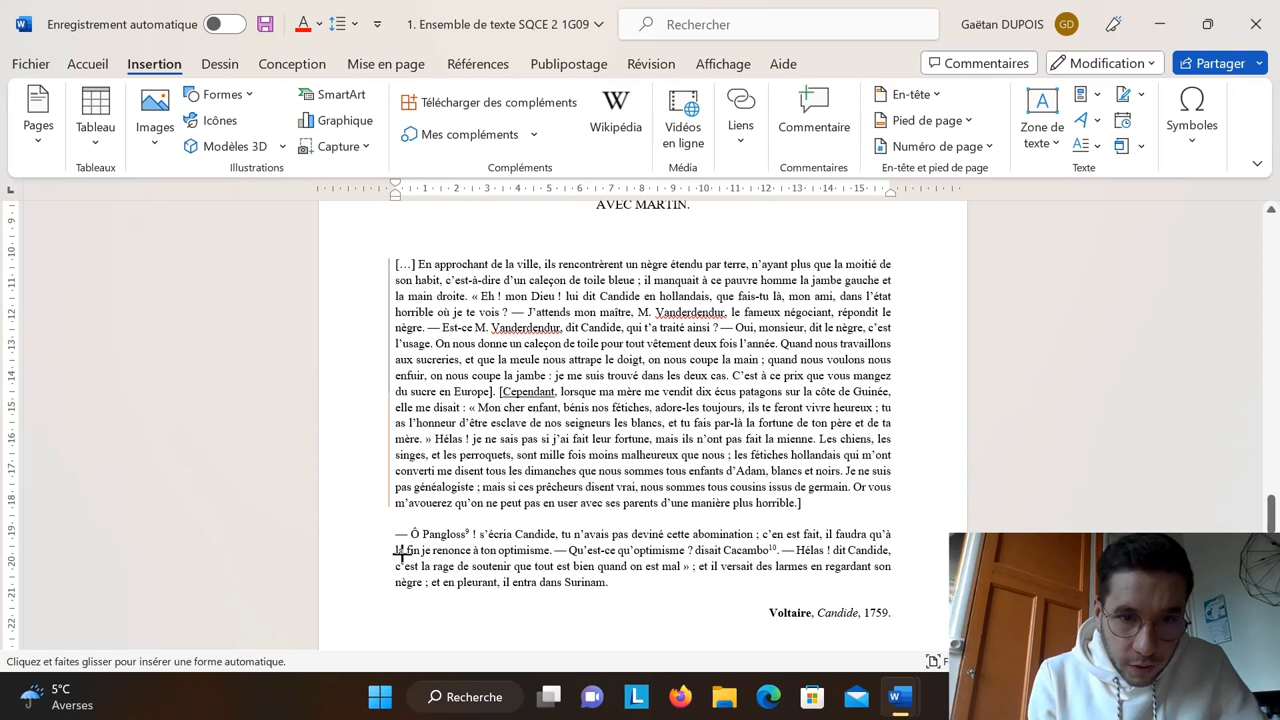 Enregistrement automatique
1. Ensemble de texte SQCE 2 1G09
Rechercher
Gaëtan DUPOIS
GD
Fichier Accueil Insertion Dessin Conception Mise en page Références Publipostage Révision Affichage Aide
Commentaires Modification Partager
Pages
Tableau
Tableaux
Images
Formes
Icônes
Modèles 3D
SmartArt
Graphique
Capture
Illustrations
Télécharger des compléments
Mes compléments
Wikipédia
Compléments
Vidéos en ligne
Média
Liens
Commentaire
Commentaires
En-tête
Pied de page
Numéro de page
En-tête et pied de page
Zone de texte
Texte
Symboles
1 2 3 4 5 6 7 8 9 10 11 12 13 14 15
AVEC MARTIN.
[…] En approchant de la ville, ils rencontrèrent un nègre étendu par terre, n’ayant plus que la moitié de
son habit, c’est-à-dire d’un caleçon de toile bleue ; il manquait à ce pauvre homme la jambe gauche et
la main droite. « Eh ! mon Dieu ! lui dit Candide en hollandais, que fais-tu là, mon ami, dans l’état
horrible où je te vois ? — J’attends mon maître, M. Vanderdendur, le fameux négociant, répondit le
nègre. — Est-ce M. Vanderdendur, dit Candide, qui t’a traité ainsi ? — Oui, monsieur, dit le nègre, c’est
l’usage. On nous donne un caleçon de toile pour tout vêtement deux fois l’année. Quand nous travaillons
aux sucreries, et que la meule nous attrape le doigt, on nous coupe la main ; quand nous voulons nous
enfuir, on nous coupe la jambe : je me suis trouvé dans les deux cas. C’est à ce prix que vous mangez
du sucre en Europe]. [Cependant, lorsque ma mère me vendit dix écus patagons sur la côte de Guinée,
elle me disait : « Mon cher enfant, bénis nos fétiches, adore-les toujours, ils te feront vivre heureux ; tu
as l’honneur d’être esclave de nos seigneurs les blancs, et tu fais par-là la fortune de ton père et de ta
mère. » Hélas ! je ne sais pas si j’ai fait leur fortune, mais ils n’ont pas fait la mienne. Les chiens, les
singes, et les perroquets, sont mille fois moins malheureux que nous ; les fétiches hollandais qui m’ont
converti me disent tous les dimanches que nous sommes tous enfants d’Adam, blancs et noirs. Je ne suis
pas généalogiste ; mais si ces prêcheurs disent vrai, nous sommes tous cousins issus de germain. Or vous
m’avouerez qu’on ne peut pas en user avec ses parents d’une manière plus horrible.]
— Ô Pangloss⁹ ! s’écria Candide, tu n’avais pas deviné cette abomination ; c’en est fait, il faudra qu’à
la fin je renonce à ton optimisme. — Qu’est-ce qu’optimisme ? disait Cacambo¹⁰. — Hélas ! dit Candide,
c’est la rage de soutenir que tout est bien quand on est mal » ; et il versait des larmes en regardant son
nègre ; et en pleurant, il entra dans Surinam.
Voltaire, Candide, 1759.
Cliquez et faites glisser pour insérer une forme automatique.
5°C
Averses
Recherche